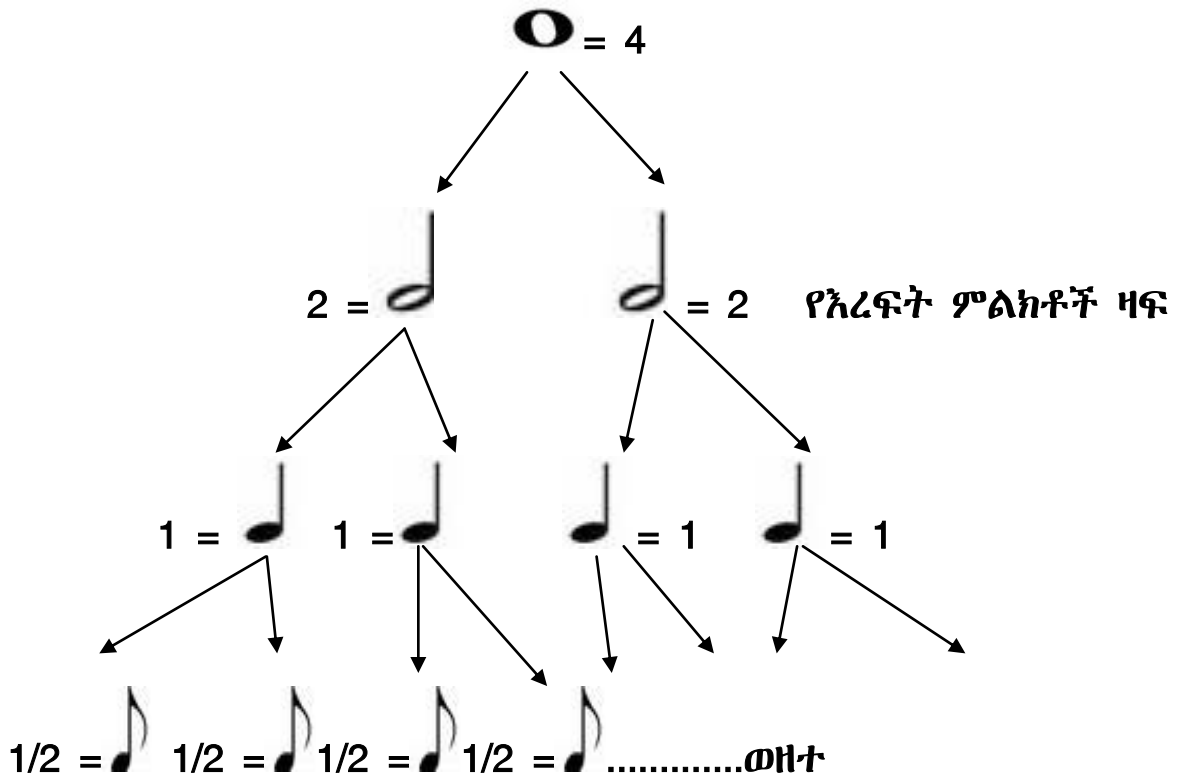 = 4
2 = = 2 የእረፍት ምልክቶች ዛፍ
1 = 1 = = 1 = 1
1/2 = 1/2 = 1/2 = 1/2 = .............ወዘተ